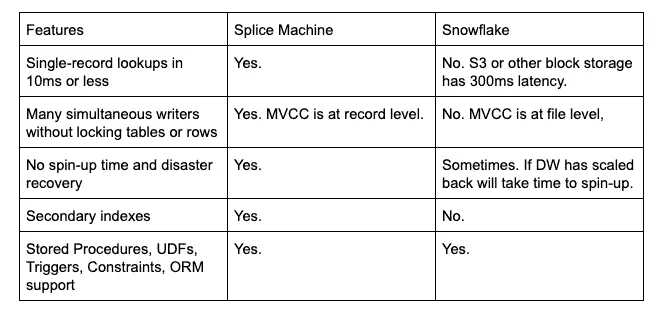 Features Splice Machine Snowflake
Single-record lookups in
10ms or less
Yes.
No. S3 or other block storage
has 300ms latency.
Many simultaneous writers
without locking tables or rows
Yes. MVCC is at record level.
No. MVCC is at file level,
No spin-up time and disaster
recovery
Yes.
Sometimes. If DW has scaled
back will take time to spin-up.
Secondary indexes
Yes.
No.
Stored Procedures, UDFs,
Triggers, Constraints, ORM
support
Yes.
Yes.